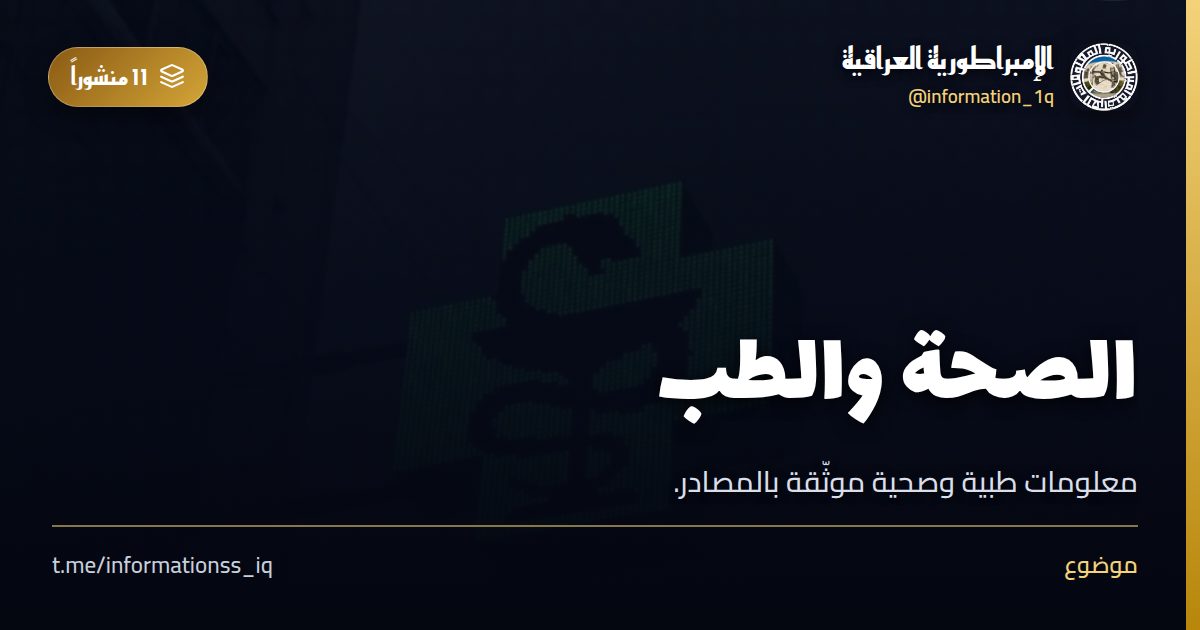 الإمبراطورية العراقية
@information_1q
11 منشوراً
الصحة والطب
معلومات طبية وصحية موثّقة بالمصادر.
موضوع
t.me/informationss_iq